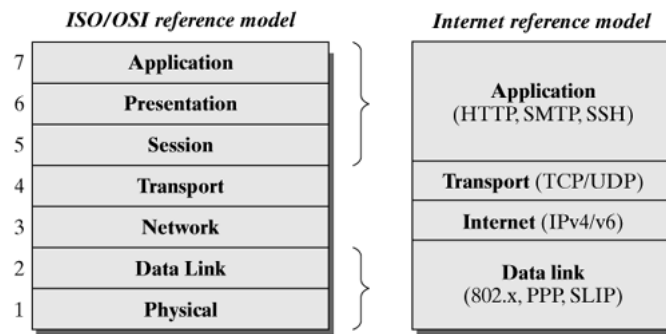 ISO/OSI reference model
7 Application
6 Presentation
5 Session
4 Transport
3 Network
2 Data Link
1 Physical
Internet reference model
Application
(HTTP, SMTP, SSH)
Transport (TCP/UDP)
Internet (IPv4/v6)
Data link
(802.x, PPP, SLIP)